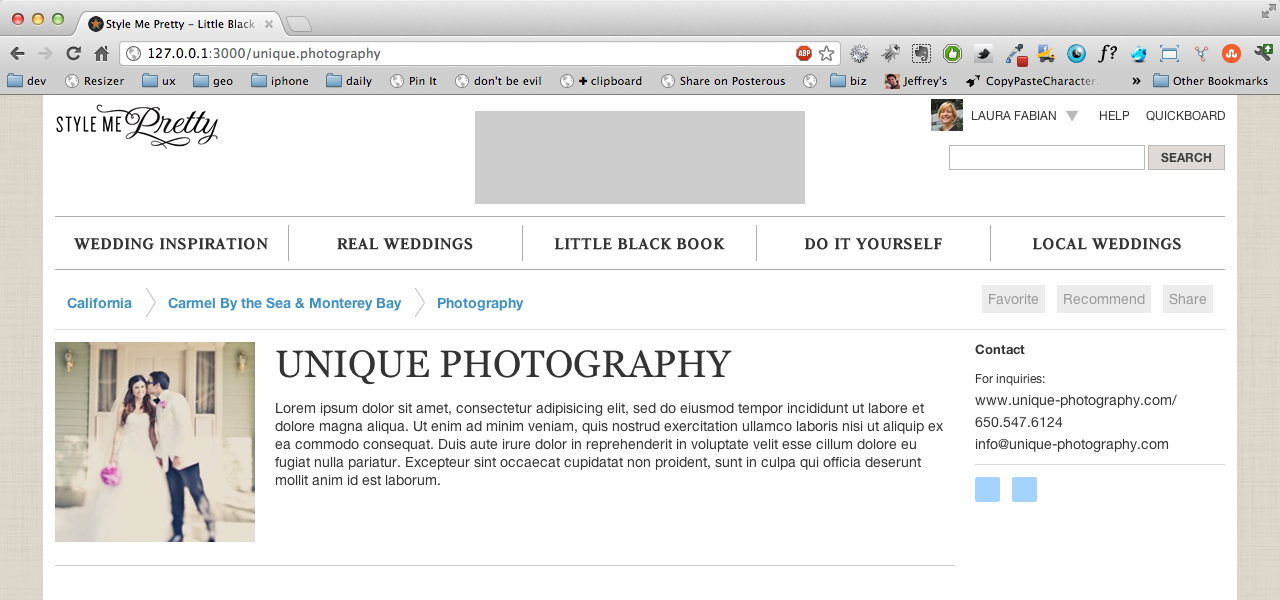 Style Me Pretty – Little Black
127.0.0.1:3000/unique.photography
ABP
f?
dev
Resizer
ux
geo
iphone
daily
Pin It
don't be evil
+ clipboard
Share on Posterous
biz
Jeffrey's
CopyPasteCharacter
»
Other Bookmarks
STYLE ME Pretty
LAURA FABIAN
HELP
QUICKBOARD
SEARCH
WEDDING INSPIRATION
REAL WEDDINGS
LITTLE BLACK BOOK
DO IT YOURSELF
LOCAL WEDDINGS
California
Carmel By the Sea & Monterey Bay
Photography
Favorite
Recommend
Share
UNIQUE PHOTOGRAPHY
Lorem ipsum dolor sit amet, consectetur adipisicing elit, sed do eiusmod tempor incididunt ut labore et
dolore magna aliqua. Ut enim ad minim veniam, quis nostrud exercitation ullamco laboris nisi ut aliquip ex
ea commodo consequat. Duis aute irure dolor in reprehenderit in voluptate velit esse cillum dolore eu
fugiat nulla pariatur. Excepteur sint occaecat cupidatat non proident, sunt in culpa qui officia deserunt
mollit anim id est laborum.
Contact
For inquiries:
www.unique-photography.com/
650.547.6124
info@unique-photography.com